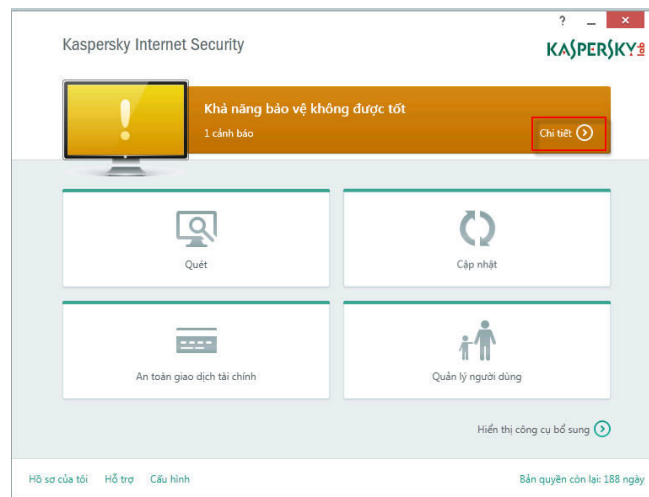 ?
Kaspersky Internet Security
KASPERSKY lab
Khả năng bảo vệ không được tốt
1 cảnh báo
Chi tiết
Quét
Cập nhật
An toàn giao dịch tài chính
Quản lý người dùng
Hiển thị công cụ bổ sung
Hồ sơ của tôi Hỗ trợ Cấu hình Bản quyền còn lại: 188 ngày